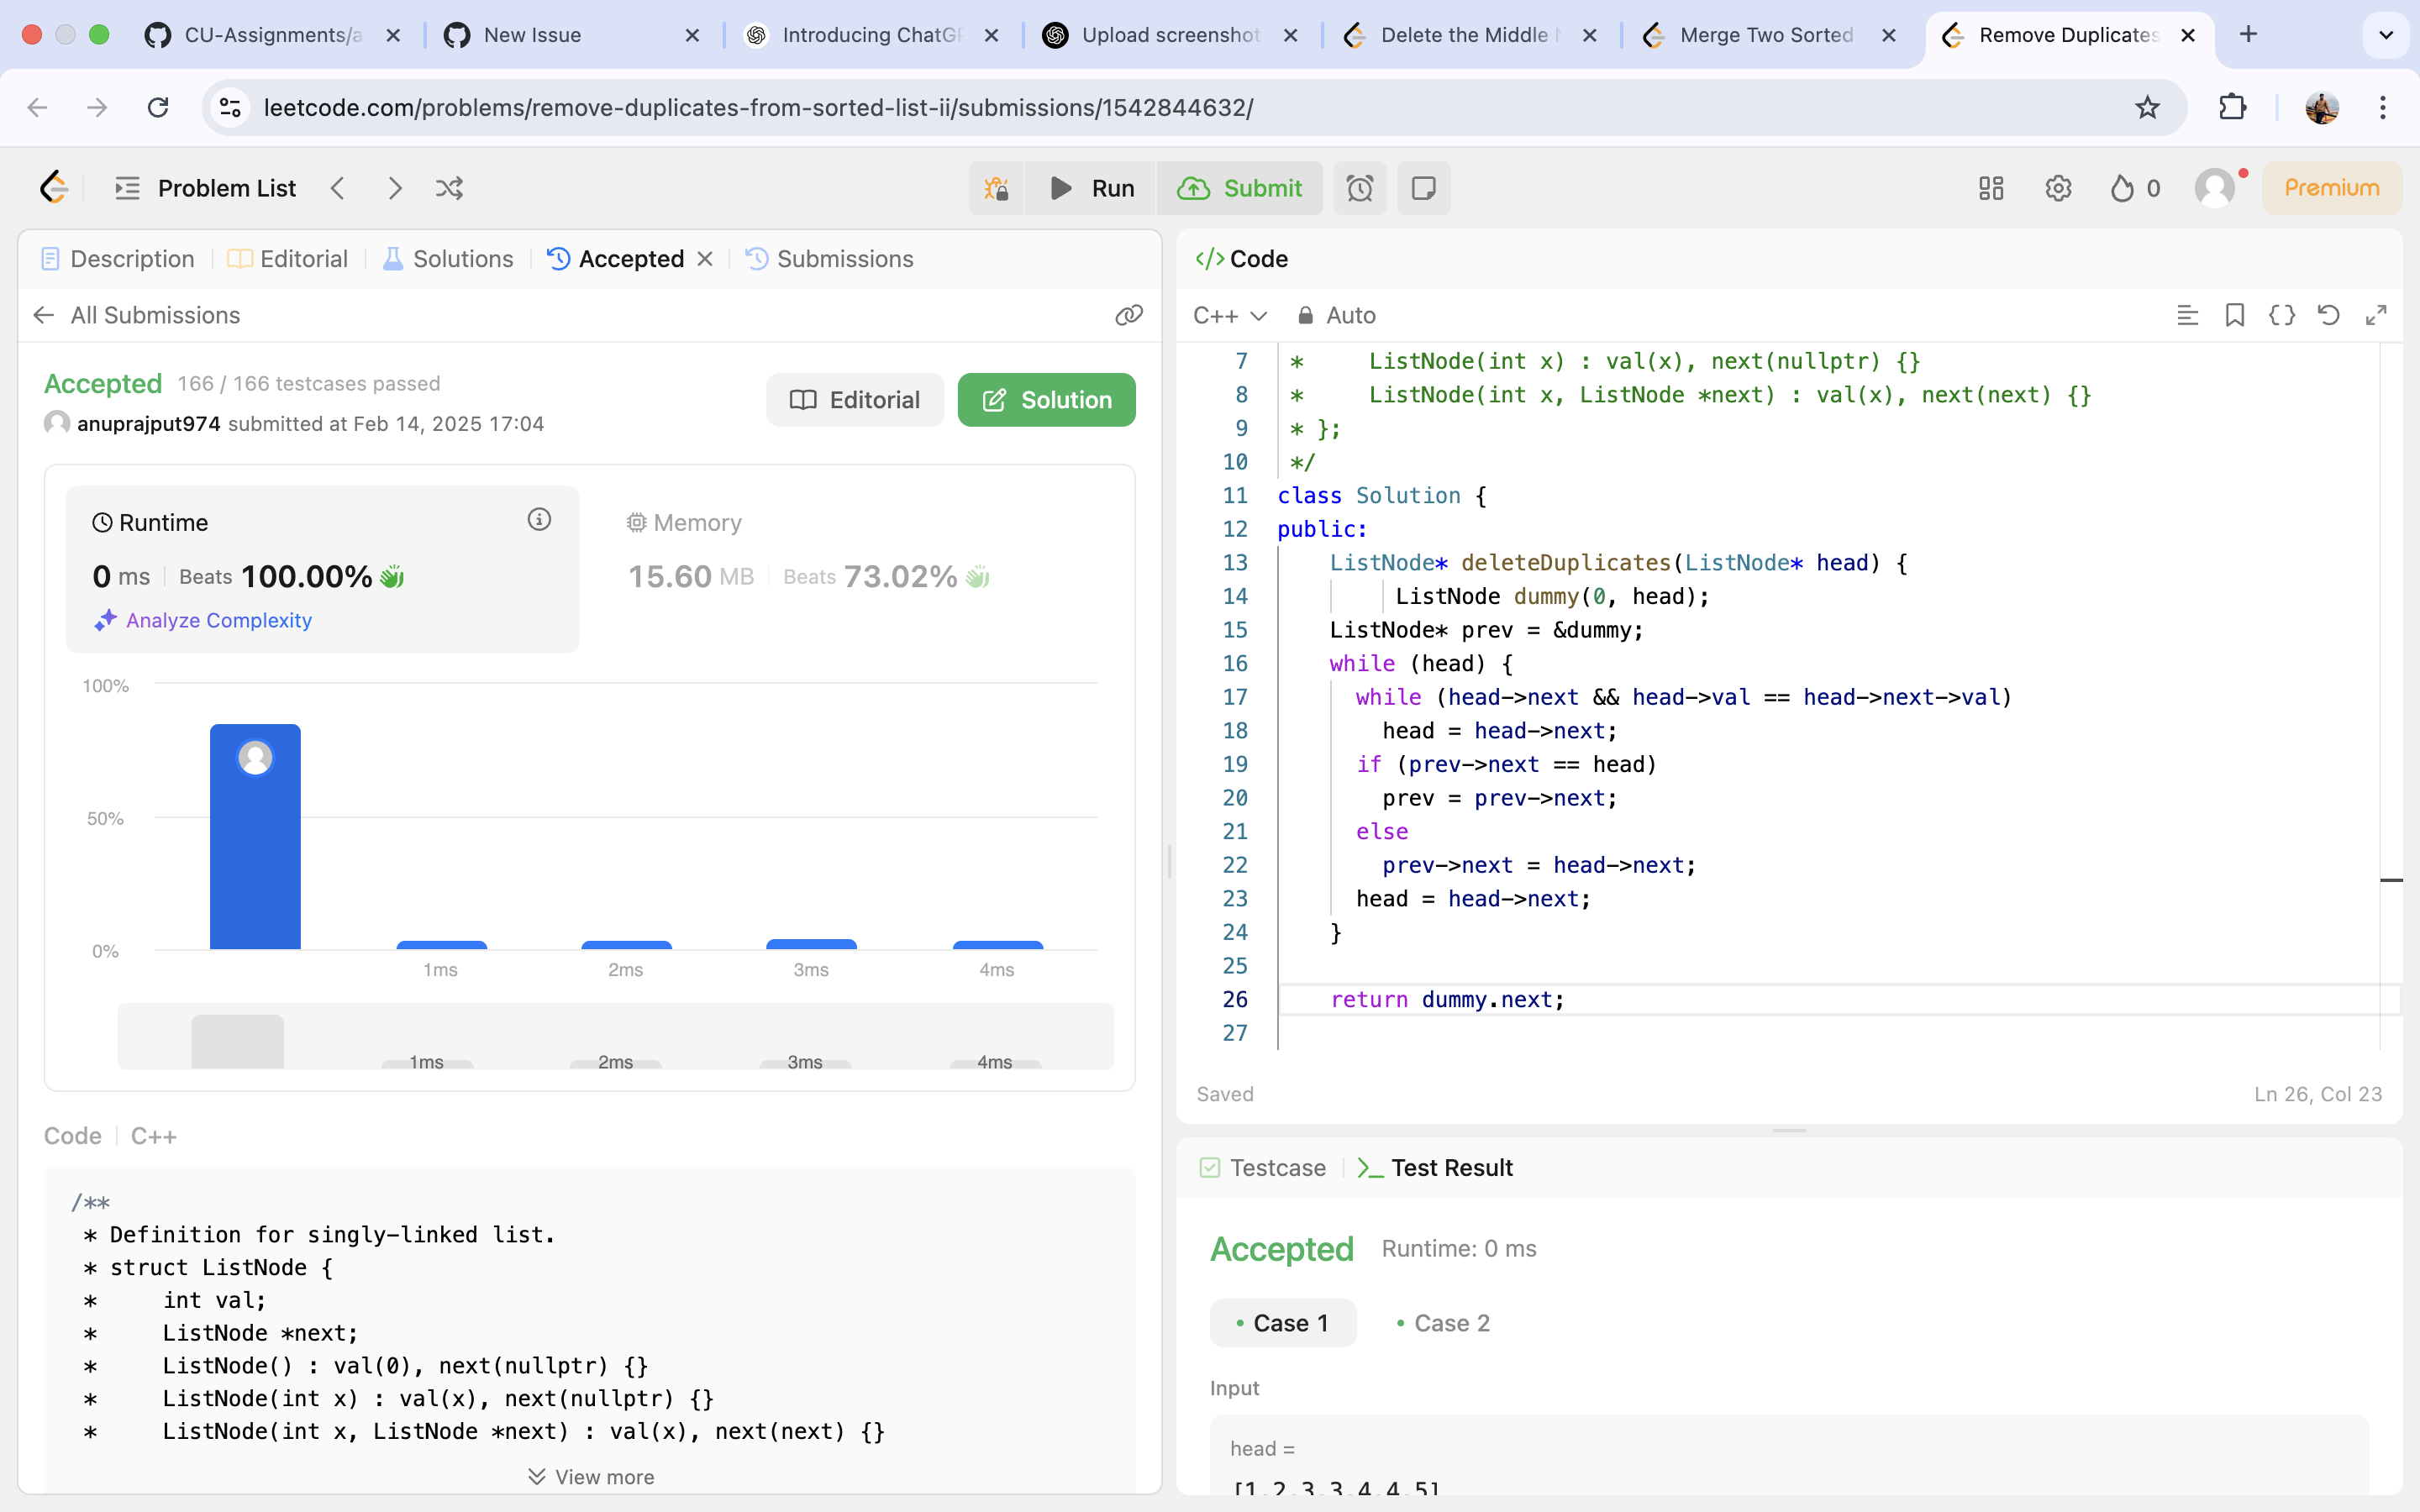 CU-Assignments/a
New Issue
Introducing ChatGP
Upload screenshot
Delete the Middle N
Merge Two Sorted
Remove Duplicates
leetcode.com/problems/remove-duplicates-from-sorted-list-ii/submissions/1542844632/
Problem List
Run
Submit
0
Premium
Description
Editorial
Solutions
Accepted
Submissions
All Submissions
Accepted 166 / 166 testcases passed
anuprajput974 submitted at Feb 14, 2025 17:04
Editorial
Solution
Runtime
0 ms Beats 100.00%
Analyze Complexity
Memory
15.60 MB Beats 73.02%
100%
50%
0%
1ms 2ms 3ms 4ms
1ms 2ms 3ms 4ms
Code C++
/**
* Definition for singly-linked list.
* struct ListNode {
*     int val;
*     ListNode *next;
*     ListNode() : val(0), next(nullptr) {}
*     ListNode(int x) : val(x), next(nullptr) {}
*     ListNode(int x, ListNode *next) : val(x), next(next) {}
View more
</> Code
C++ Auto
7 *     ListNode(int x) : val(x), next(nullptr) {}
8 *     ListNode(int x, ListNode *next) : val(x), next(next) {}
9 * };
10 */
11 class Solution {
12 public:
13     ListNode* deleteDuplicates(ListNode* head) {
14          ListNode dummy(0, head);
15     ListNode* prev = &dummy;
16     while (head) {
17       while (head->next && head->val == head->next->val)
18         head = head->next;
19       if (prev->next == head)
20         prev = prev->next;
21       else
22         prev->next = head->next;
23       head = head->next;
24     }
25
26     return dummy.next;
27
Saved
Ln 26, Col 23
Testcase
Test Result
Accepted Runtime: 0 ms
Case 1
Case 2
Input
head =
[1,2,3,3,4,4,5]